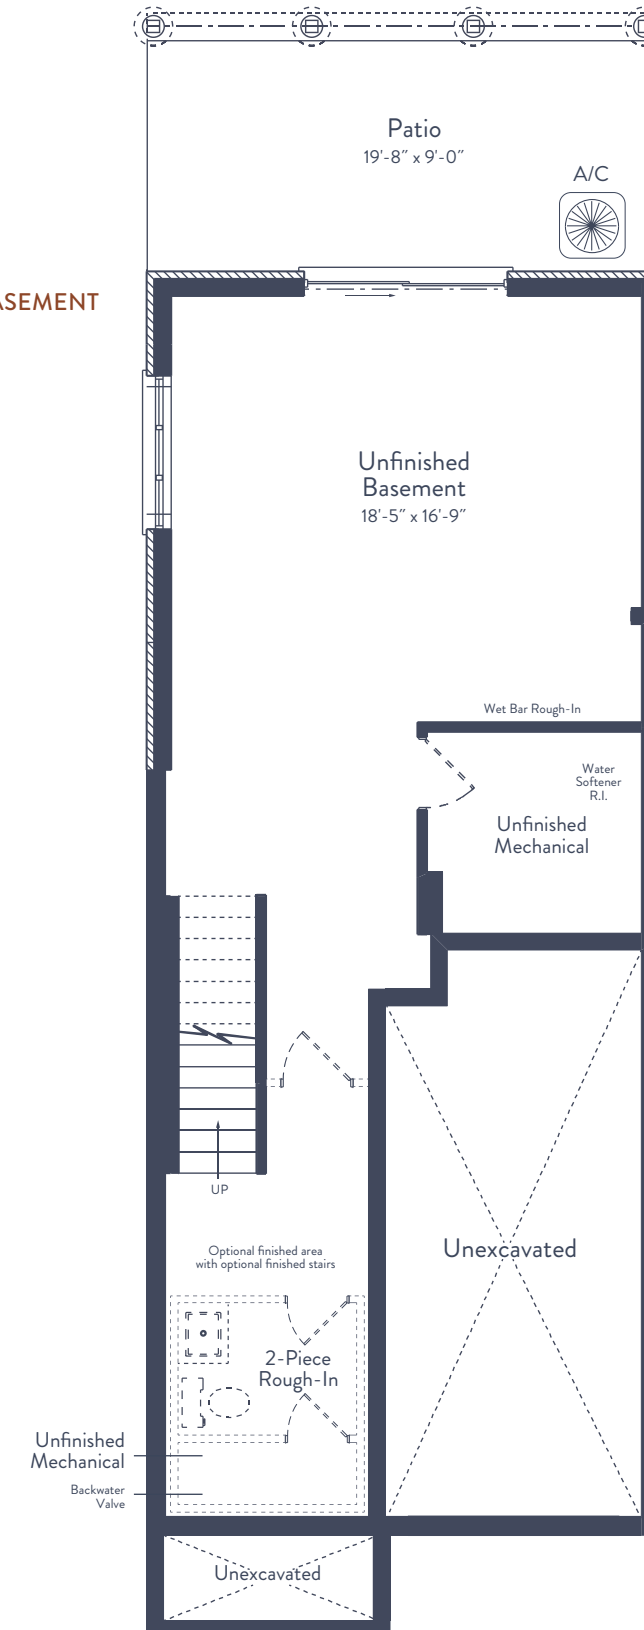 Patio
19'-8″ x 9'-0″
A/C
ASEMENT
Unfinished
Basement
18'-5″ x 16'-9″
Wet Bar Rough-In
Water
Softener
R.I.
Unfinished
Mechanical
UP
Unexcavated
Optional finished area
with optional finished stairs
2-Piece
Rough-In
Unfinished
Mechanical
Backwater
Valve
Unexcavated